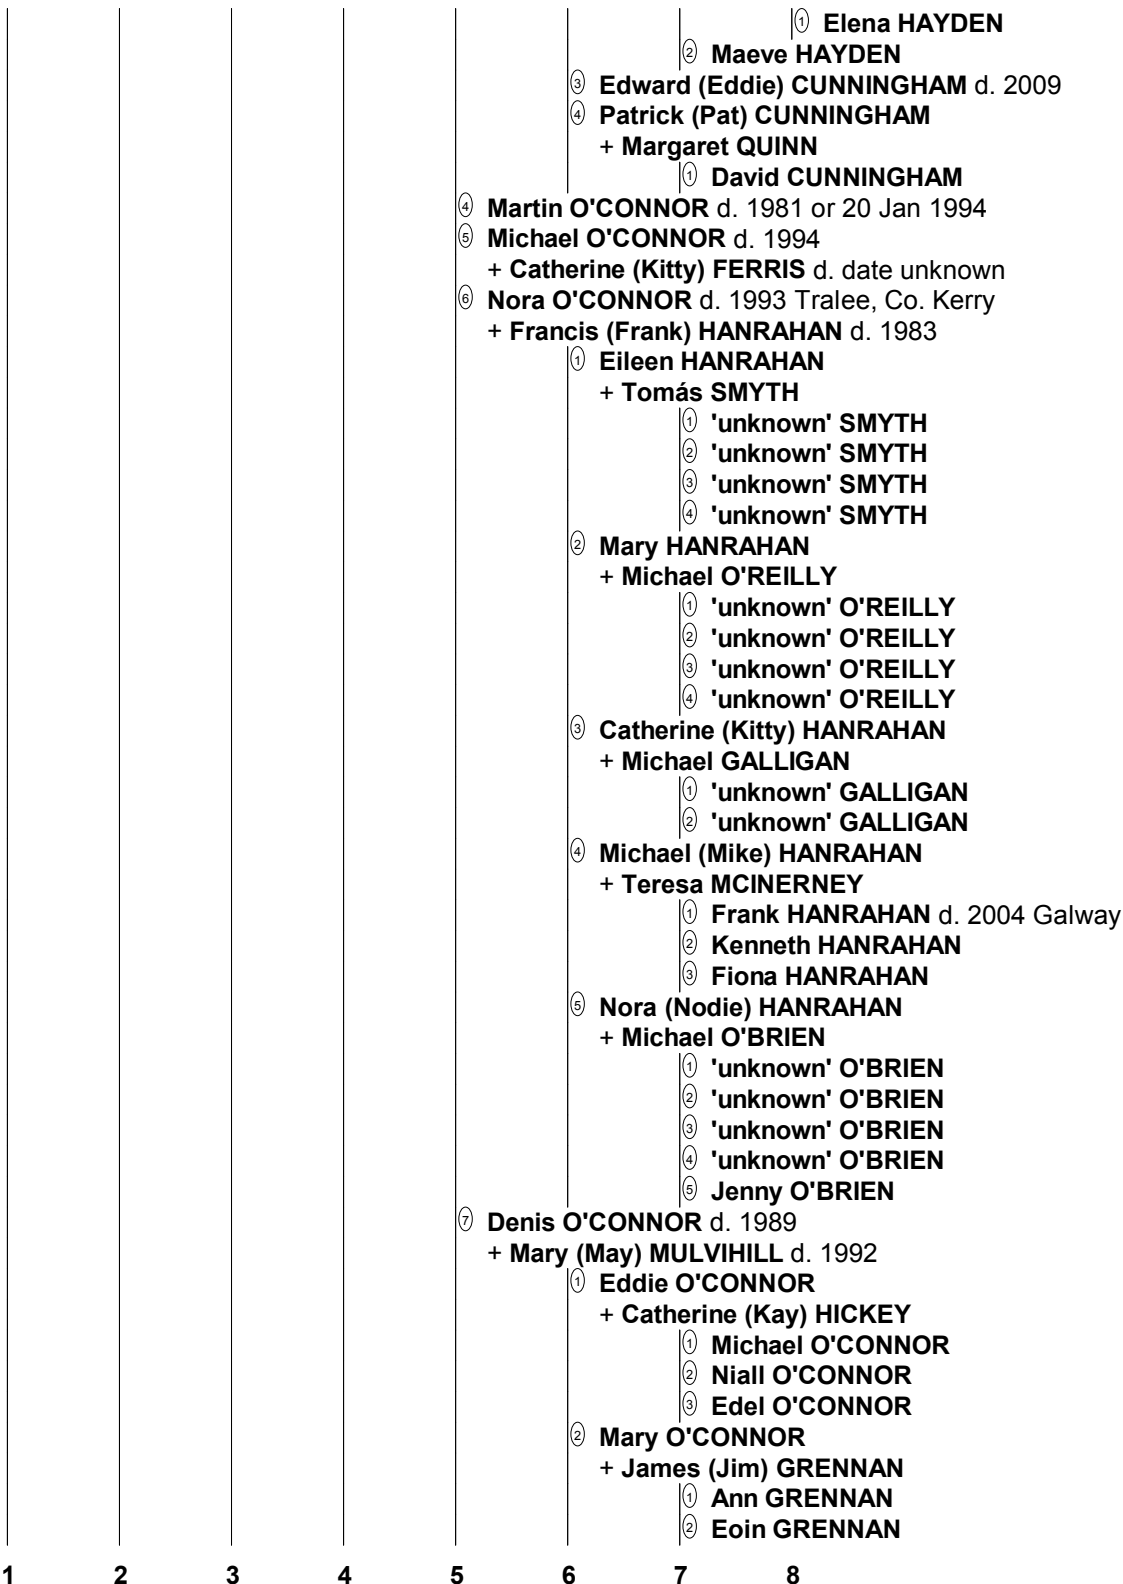 ① Elena HAYDEN
② Maeve HAYDEN
③ Edward (Eddie) CUNNINGHAM d. 2009
④ Patrick (Pat) CUNNINGHAM
+ Margaret QUINN
① David CUNNINGHAM
④ Martin O'CONNOR d. 1981 or 20 Jan 1994
⑤ Michael O'CONNOR d. 1994
+ Catherine (Kitty) FERRIS d. date unknown
⑥ Nora O'CONNOR d. 1993 Tralee, Co. Kerry
+ Francis (Frank) HANRAHAN d. 1983
① Eileen HANRAHAN
+ Tomás SMYTH
① 'unknown' SMYTH
② 'unknown' SMYTH
③ 'unknown' SMYTH
④ 'unknown' SMYTH
② Mary HANRAHAN
+ Michael O'REILLY
① 'unknown' O'REILLY
② 'unknown' O'REILLY
③ 'unknown' O'REILLY
④ 'unknown' O'REILLY
③ Catherine (Kitty) HANRAHAN
+ Michael GALLIGAN
① 'unknown' GALLIGAN
② 'unknown' GALLIGAN
④ Michael (Mike) HANRAHAN
+ Teresa MCINERNEY
① Frank HANRAHAN d. 2004 Galway
② Kenneth HANRAHAN
③ Fiona HANRAHAN
⑤ Nora (Nodie) HANRAHAN
+ Michael O'BRIEN
① 'unknown' O'BRIEN
② 'unknown' O'BRIEN
③ 'unknown' O'BRIEN
④ 'unknown' O'BRIEN
⑤ Jenny O'BRIEN
⑦ Denis O'CONNOR d. 1989
+ Mary (May) MULVIHILL d. 1992
① Eddie O'CONNOR
+ Catherine (Kay) HICKEY
① Michael O'CONNOR
② Niall O'CONNOR
③ Edel O'CONNOR
② Mary O'CONNOR
+ James (Jim) GRENNAN
① Ann GRENNAN
② Eoin GRENNAN
1 2 3 4 5 6 7 8